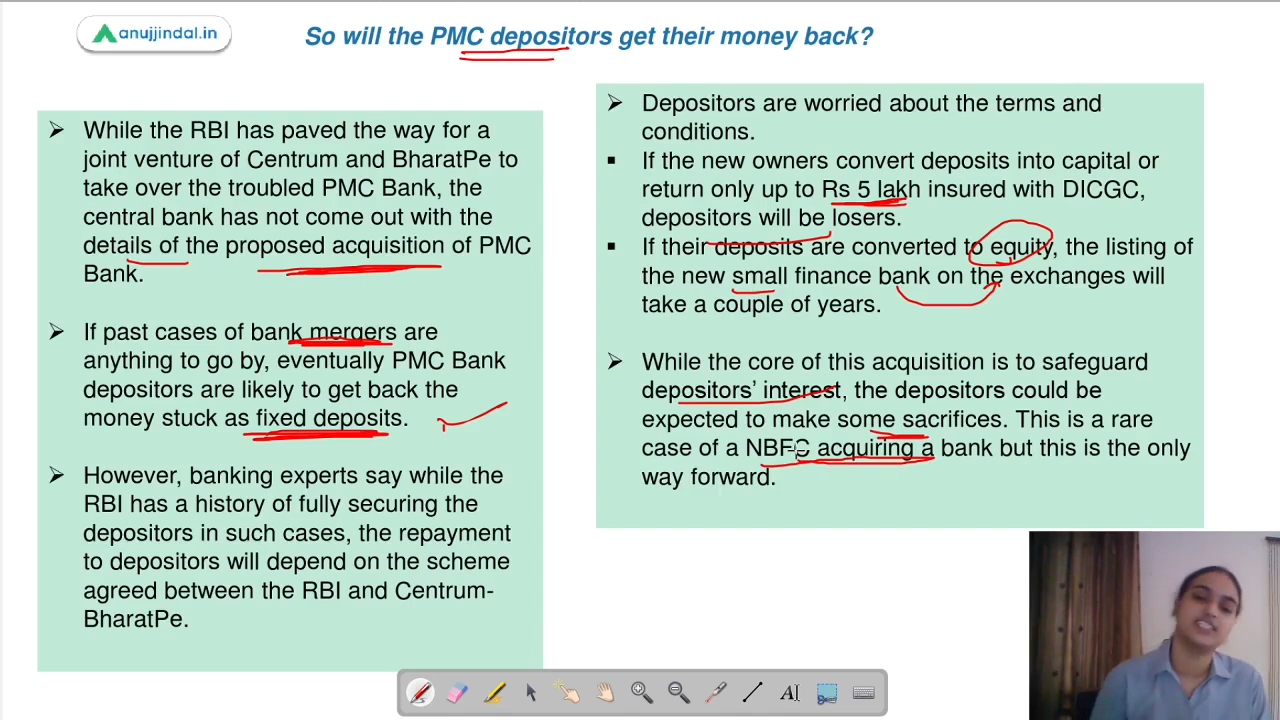 anujjindal.in
So will the PMC depositors get their money back?
While the RBI has paved the way for a
joint venture of Centrum and BharatPe to
take over the troubled PMC Bank, the
central bank has not come out with the
details of the proposed acquisition of PMC
Bank.
If past cases of bank mergers are
anything to go by, eventually PMC Bank
depositors are likely to get back the
money stuck as fixed deposits.
However, banking experts say while the
RBI has a history of fully securing the
depositors in such cases, the repayment
to depositors will depend on the scheme
agreed between the RBI and Centrum-
BharatPe.
Depositors are worried about the terms and
conditions.
If the new owners convert deposits into capital or
return only up to Rs 5 lakh insured with DICGC,
depositors will be losers.
If their deposits are converted to equity, the listing of
the new small finance bank on the exchanges will
take a couple of years.
While the core of this acquisition is to safeguard
depositors' interest, the depositors could be
expected to make some sacrifices. This is a rare
case of a NBFC acquiring a bank but this is the only
way forward.